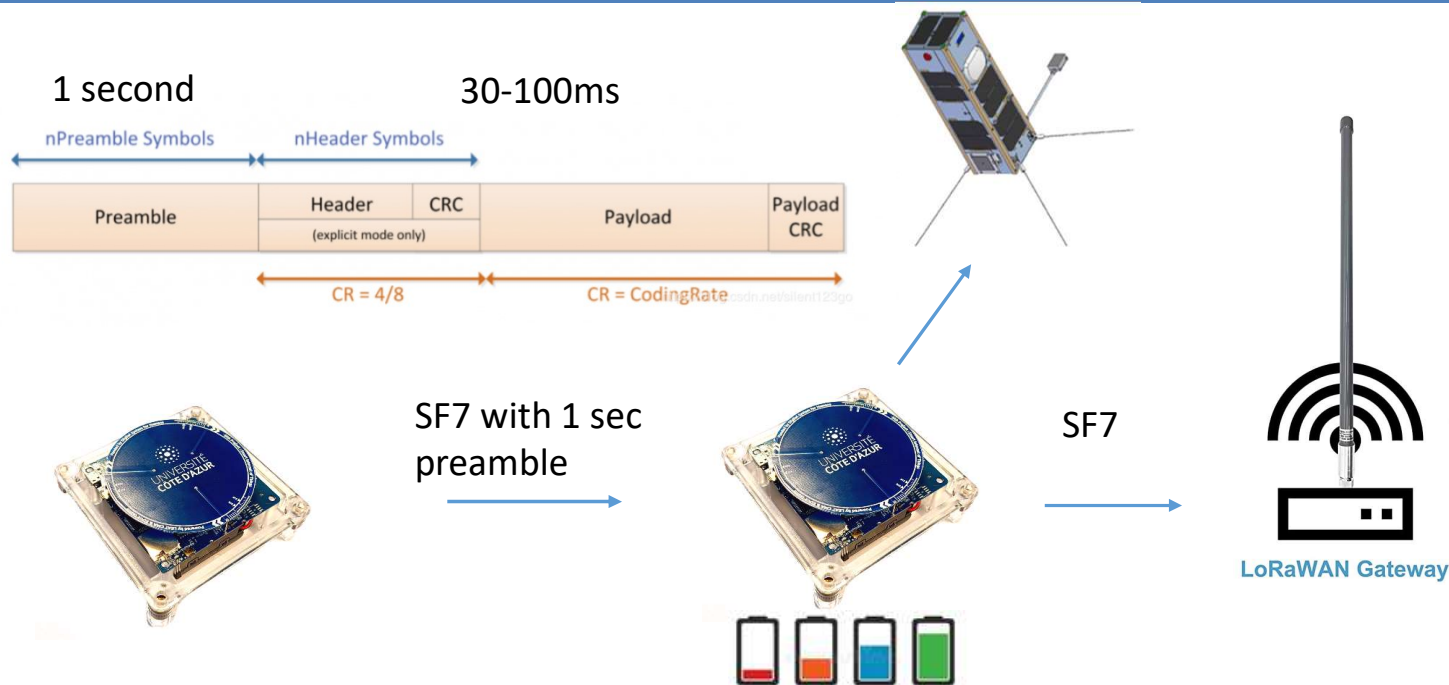 1 second
30-100ms
nPreamble Symbols
nHeader Symbols
Preamble
Header
CRC
(explicit mode only)
Payload
Payload
CRC
CR = 4/8
CR = CodingRate
SF7 with 1 sec
preamble
SF7
UNIVERSITÉ
CÔTE D'AZUR
UNIVERSITÉ
CÔTE D'AZUR
LoRaWAN Gateway